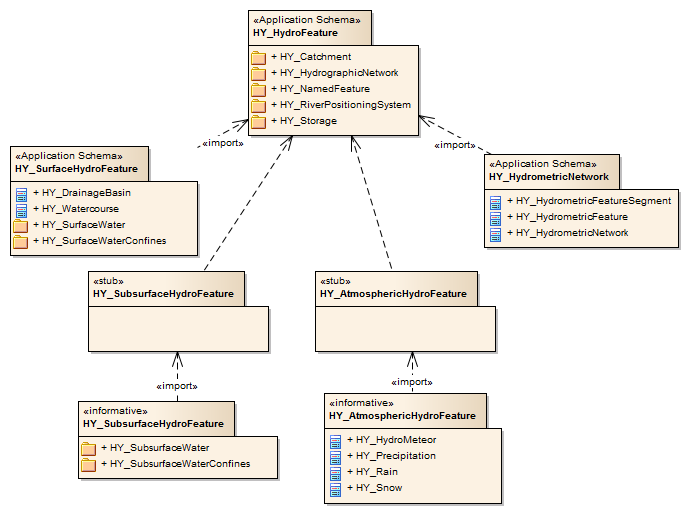 «Application Schema»
HY_HydroFeature
+ HY_Catchment
+ HY_HydrographicNetwork
+ HY_NamedFeature
+ HY_RiverPositioningSystem
+ HY_Storage
«import»
«import»
«Application Schema»
HY_SurfaceHydroFeature
+ HY_DrainageBasin
+ HY_Watercourse
+ HY_SurfaceWater
+ HY_SurfaceWaterConfines
«Application Schema»
HY_HydrometricNetwork
+ HY_HydrometricFeatureSegment
+ HY_HydrometricFeature
+ HY_HydrometricNetwork
«stub»
HY_SubsurfaceHydroFeature
«stub»
HY_AtmosphericHydroFeature
«import»
«import»
«informative»
HY_SubsurfaceHydroFeature
+ HY_SubsurfaceWater
+ HY_SubsurfaceWaterConfines
«informative»
HY_AtmosphericHydroFeature
+ HY_HydroMeteor
+ HY_Precipitation
+ HY_Rain
+ HY_Snow